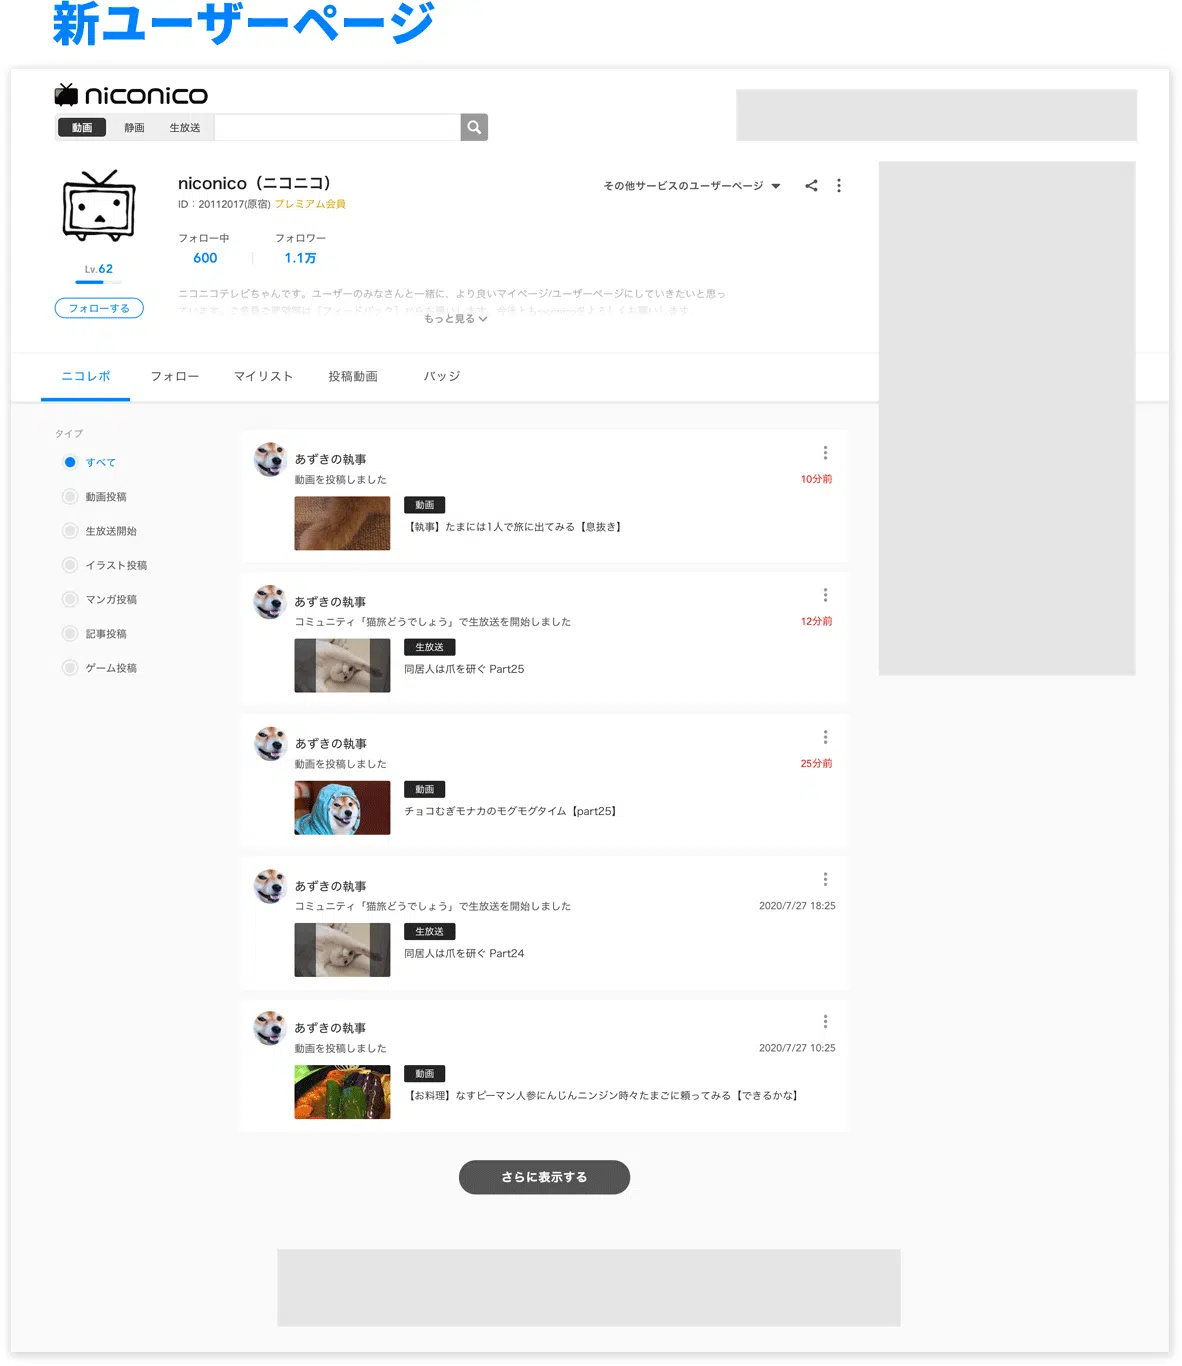 新ユーザーページ
niconico
動画 静画 生放送
niconico（ニコニコ）
その他サービスのユーザーページ
ID：20112017(原宿) プレミアム会員
フォロー中 フォロワー
600 1.1万
Lv.62
フォローする
ニコニコテレビちゃんです。ユーザーのみなさんと一緒に、より良いマイページ/ユーザーページにしていきたいと思っ
もっと見る
ニコレポ フォロー マイリスト 投稿動画 バッジ
タイプ
すべて
動画投稿
生放送開始
イラスト投稿
マンガ投稿
記事投稿
ゲーム投稿
あずきの執事
動画を投稿しました
10分前
動画
【執事】たまには1人で旅に出てみる【息抜き】
あずきの執事
コミュニティ「猫旅どうでしょう」で生放送を開始しました
12分前
生放送
同居人は爪を研ぐ Part25
あずきの執事
動画を投稿しました
25分前
動画
チョコむぎモナカのモグモグタイム【part25】
あずきの執事
コミュニティ「猫旅どうでしょう」で生放送を開始しました
2020/7/27 18:25
生放送
同居人は爪を研ぐ Part24
あずきの執事
動画を投稿しました
2020/7/27 10:25
動画
【お料理】なすピーマン人参にんじんニンジン時々たまごに頼ってみる【できるかな】
さらに表示する